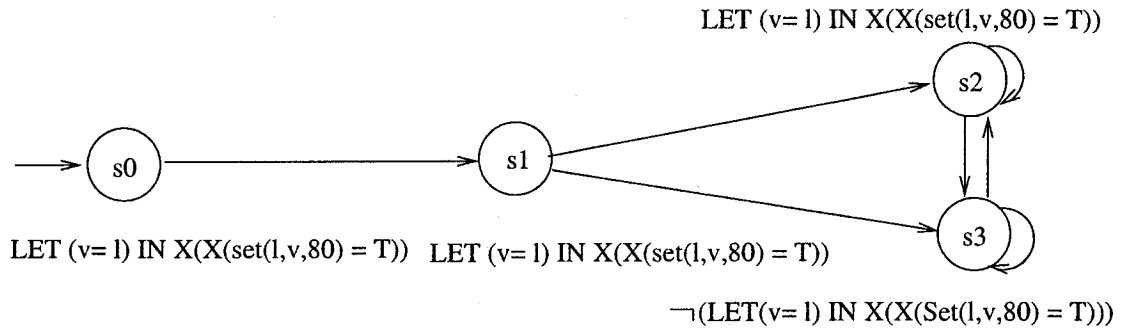 LET (v= l) IN X(X(set(l,v,80) = T))
s2
s0
s1
s3
LET (v= l) IN X(X(set(l,v,80) = T))
LET (v= l) IN X(X(set(l,v,80) = T))
¬(LET(v= l) IN X(X(Set(l,v,80) = T)))